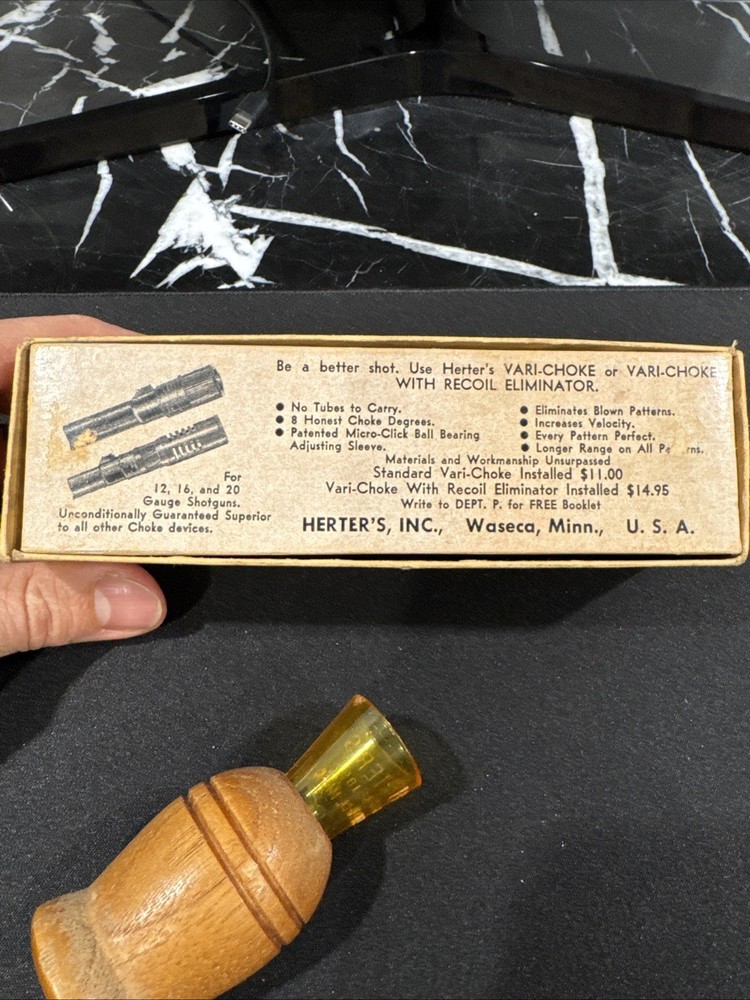 Be a better shot. Use Herter's VARI-CHOKE or VARI-CHOKE
WITH RECOIL ELIMINATOR.
● No Tubes to Carry.
● 8 Honest Choke Degrees.
● Patented Micro-Click Ball Bearing
Adjusting Sleeve.
● Eliminates Blown Patterns.
● Increases Velocity.
● Every Pattern Perfect.
● Longer Range on All
Materials and Workmanship Unsurpassed
Standard Vari-Choke Installed $11.00
Vari-Choke With Recoil Eliminator Installed $14.95
Write to DEPT. P. for FREE Booklet
HERTER'S, INC., Waseca, Minn., U. S. A.
For
12, 16, and 20
Gauge Shotguns.
Unconditionally Guaranteed Superior
to all other Choke devices.